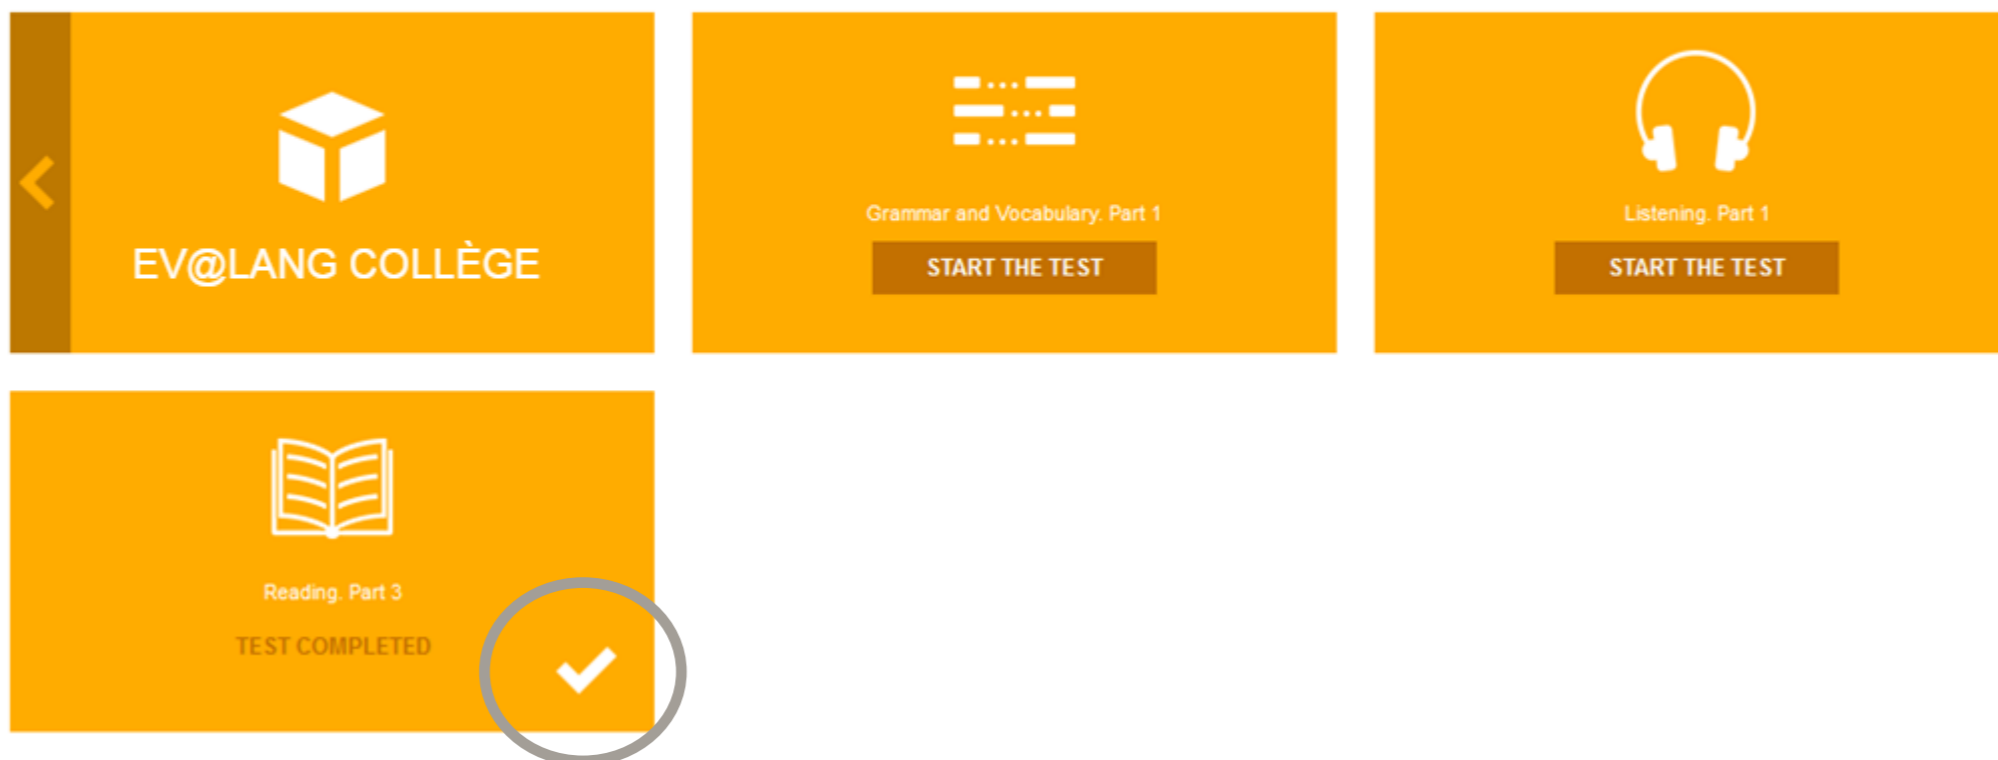 EV@LANG COLLÈGE
Grammar and Vocabulary. Part 1
START THE TEST
Listening. Part 1
START THE TEST
Reading. Part 3
TEST COMPLETED